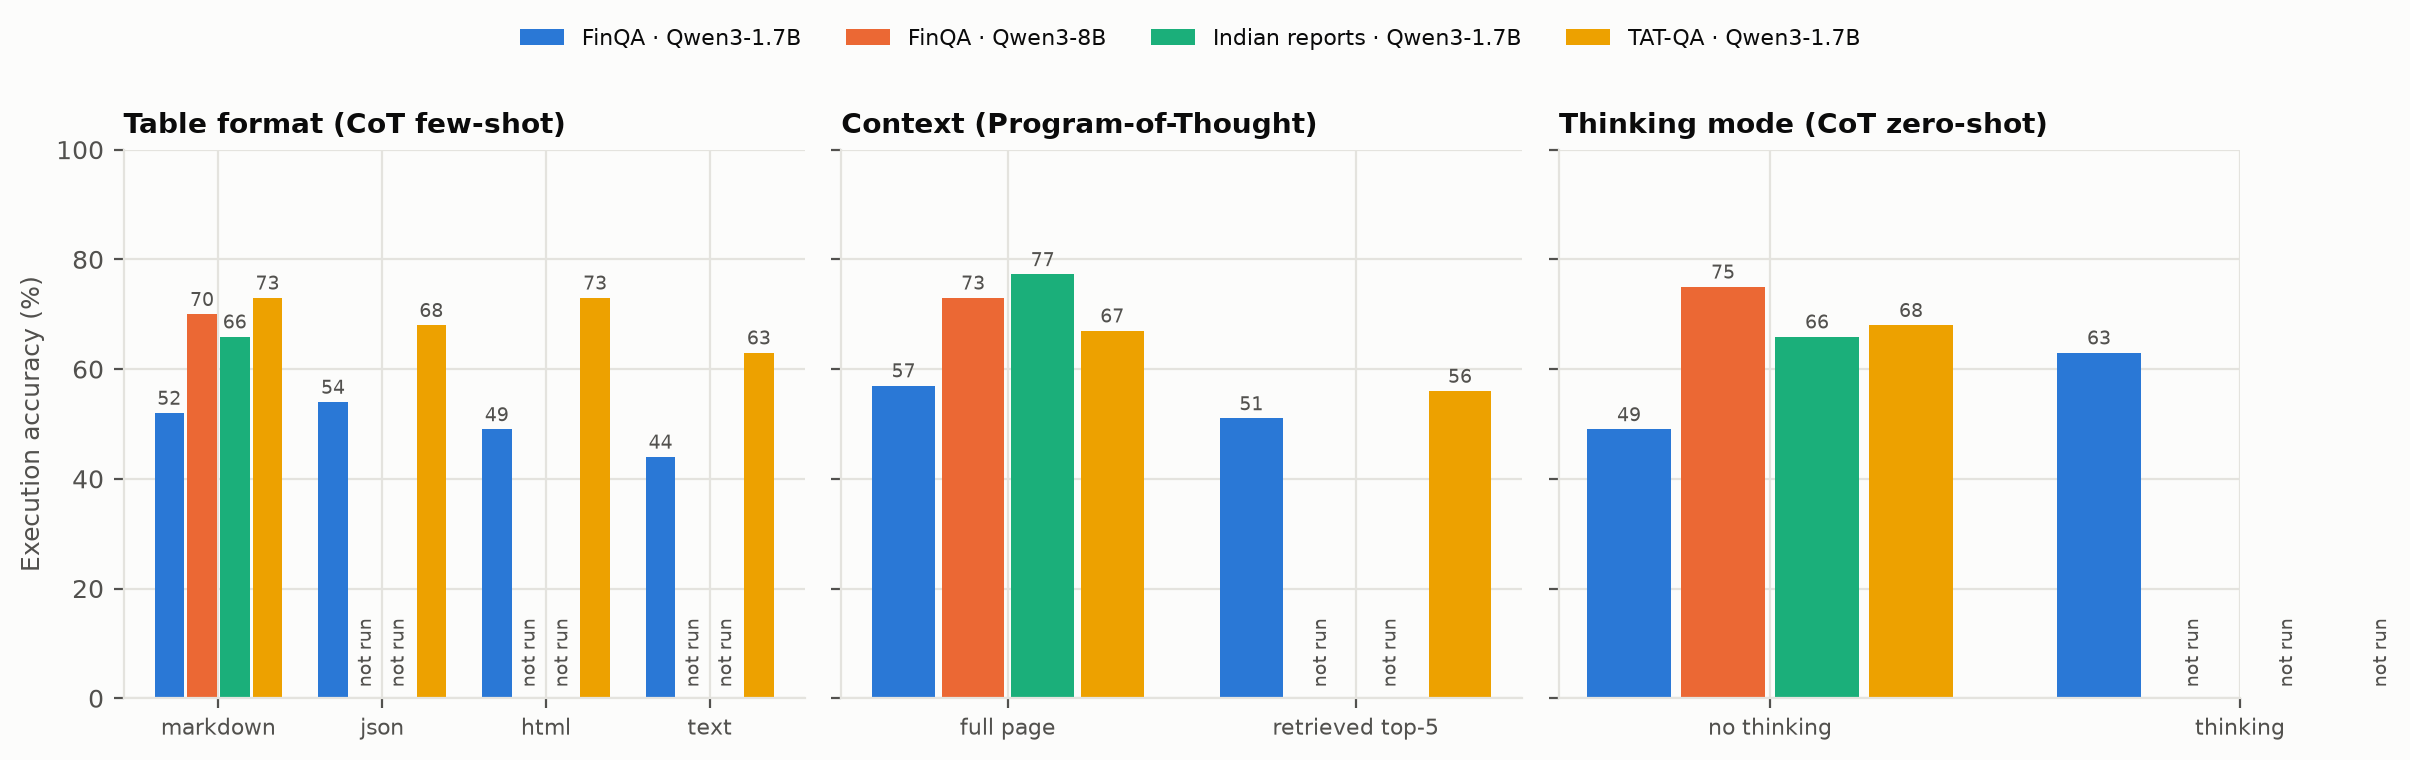 FinQA · Qwen3-1.7B
FinQA · Qwen3-8B
Indian reports · Qwen3-1.7B
TAT-QA · Qwen3-1.7B
Table format (CoT few-shot)
Execution accuracy (%)
100
80
60
40
20
0
52
70
66
73
54
not run
not run
68
49
not run
not run
73
44
not run
not run
63
markdown
json
html
text
Context (Program-of-Thought)
57
73
77
67
51
not run
not run
56
full page
retrieved top-5
Thinking mode (CoT zero-shot)
49
75
66
68
63
not run
not run
not run
no thinking
thinking